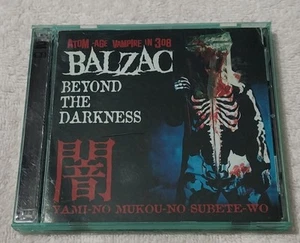 ATOM-AGE VAMPIRE IN 308
BALZAC
BEYOND
THE
DARKNESS
闇
YAMI-NO MUKOU-NO SUBETE-WO